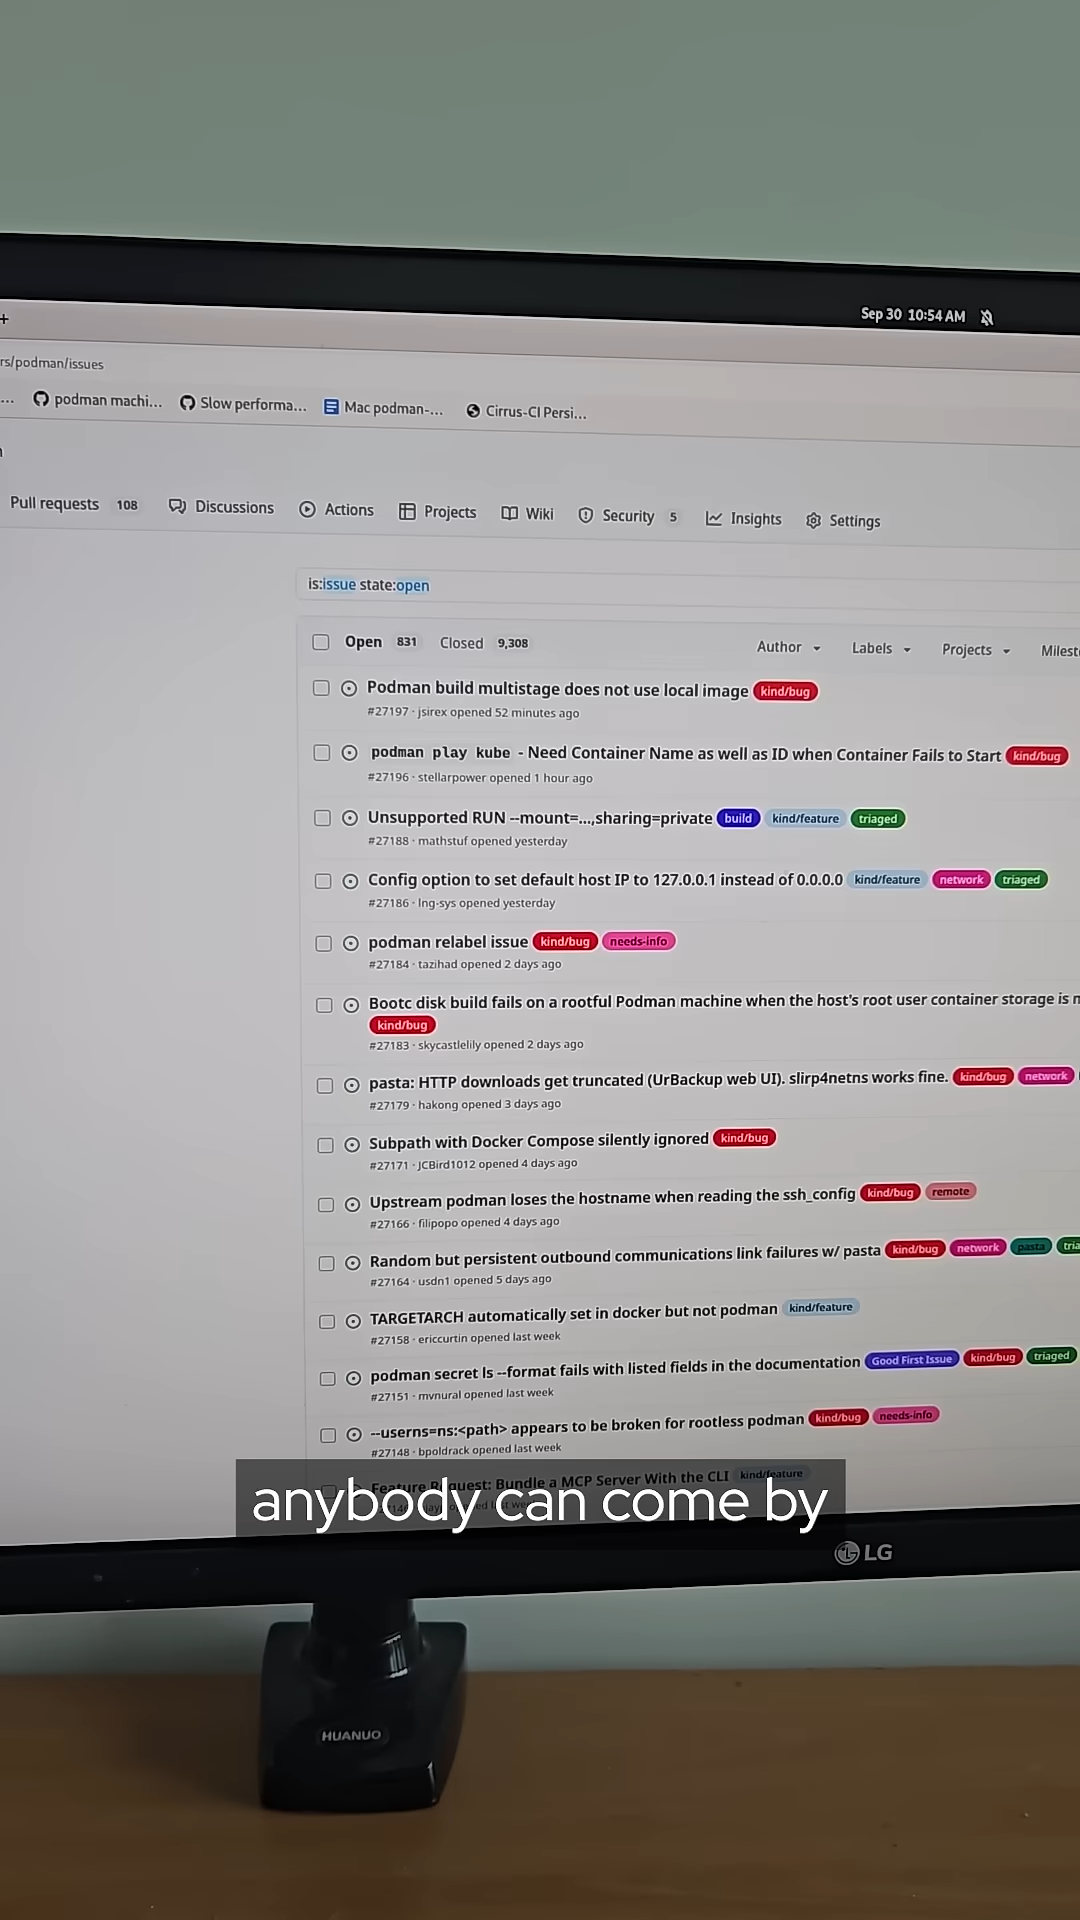 Sep 30 10:54 AM
+
rs/podman/issues
... podman machi... Slow performa... Mac podman-... Cirrus-CI Persi...
Pull requests 108 Discussions Actions Projects Wiki Security 5 Insights Settings
is:issue state:open
Open 831 Closed 9,308 Author Labels Projects Milest
Podman build multistage does not use local image kind/bug
#27197 · jsirex opened 52 minutes ago
podman play kube - Need Container Name as well as ID when Container Fails to Start kind/bug
#27196 · stellarpower opened 1 hour ago
Unsupported RUN --mount=...,sharing=private build kind/feature triaged
#27188 · mathstuf opened yesterday
Config option to set default host IP to 127.0.0.1 instead of 0.0.0.0 kind/feature network triaged
#27186 · lng-sys opened yesterday
podman relabel issue kind/bug needs-info
#27184 · tazihad opened 2 days ago
Bootc disk build fails on a rootful Podman machine when the host's root user container storage is
kind/bug
#27183 · skycastlelily opened 2 days ago
pasta: HTTP downloads get truncated (UrBackup web UI). slirp4netns works fine. kind/bug network
#27179 · hakong opened 3 days ago
Subpath with Docker Compose silently ignored kind/bug
#27171 · JCBird1012 opened 4 days ago
Upstream podman loses the hostname when reading the ssh_config kind/bug remote
#27166 · filipopo opened 4 days ago
Random but persistent outbound communications link failures w/ pasta kind/bug network pasta tria
#27164 · usdn1 opened 5 days ago
TARGETARCH automatically set in docker but not podman kind/feature
#27158 · ericcurtin opened last week
podman secret ls --format fails with listed fields in the documentation Good First Issue kind/bug triaged
#27151 · mvnural opened last week
--userns=ns:<path> appears to be broken for rootless podman kind/bug needs-info
#27148 · bpoldrack opened last week
Feature Request: Bundle a MCP Server With the CLI kind/feature
anybody can come by
LG
HUANUO